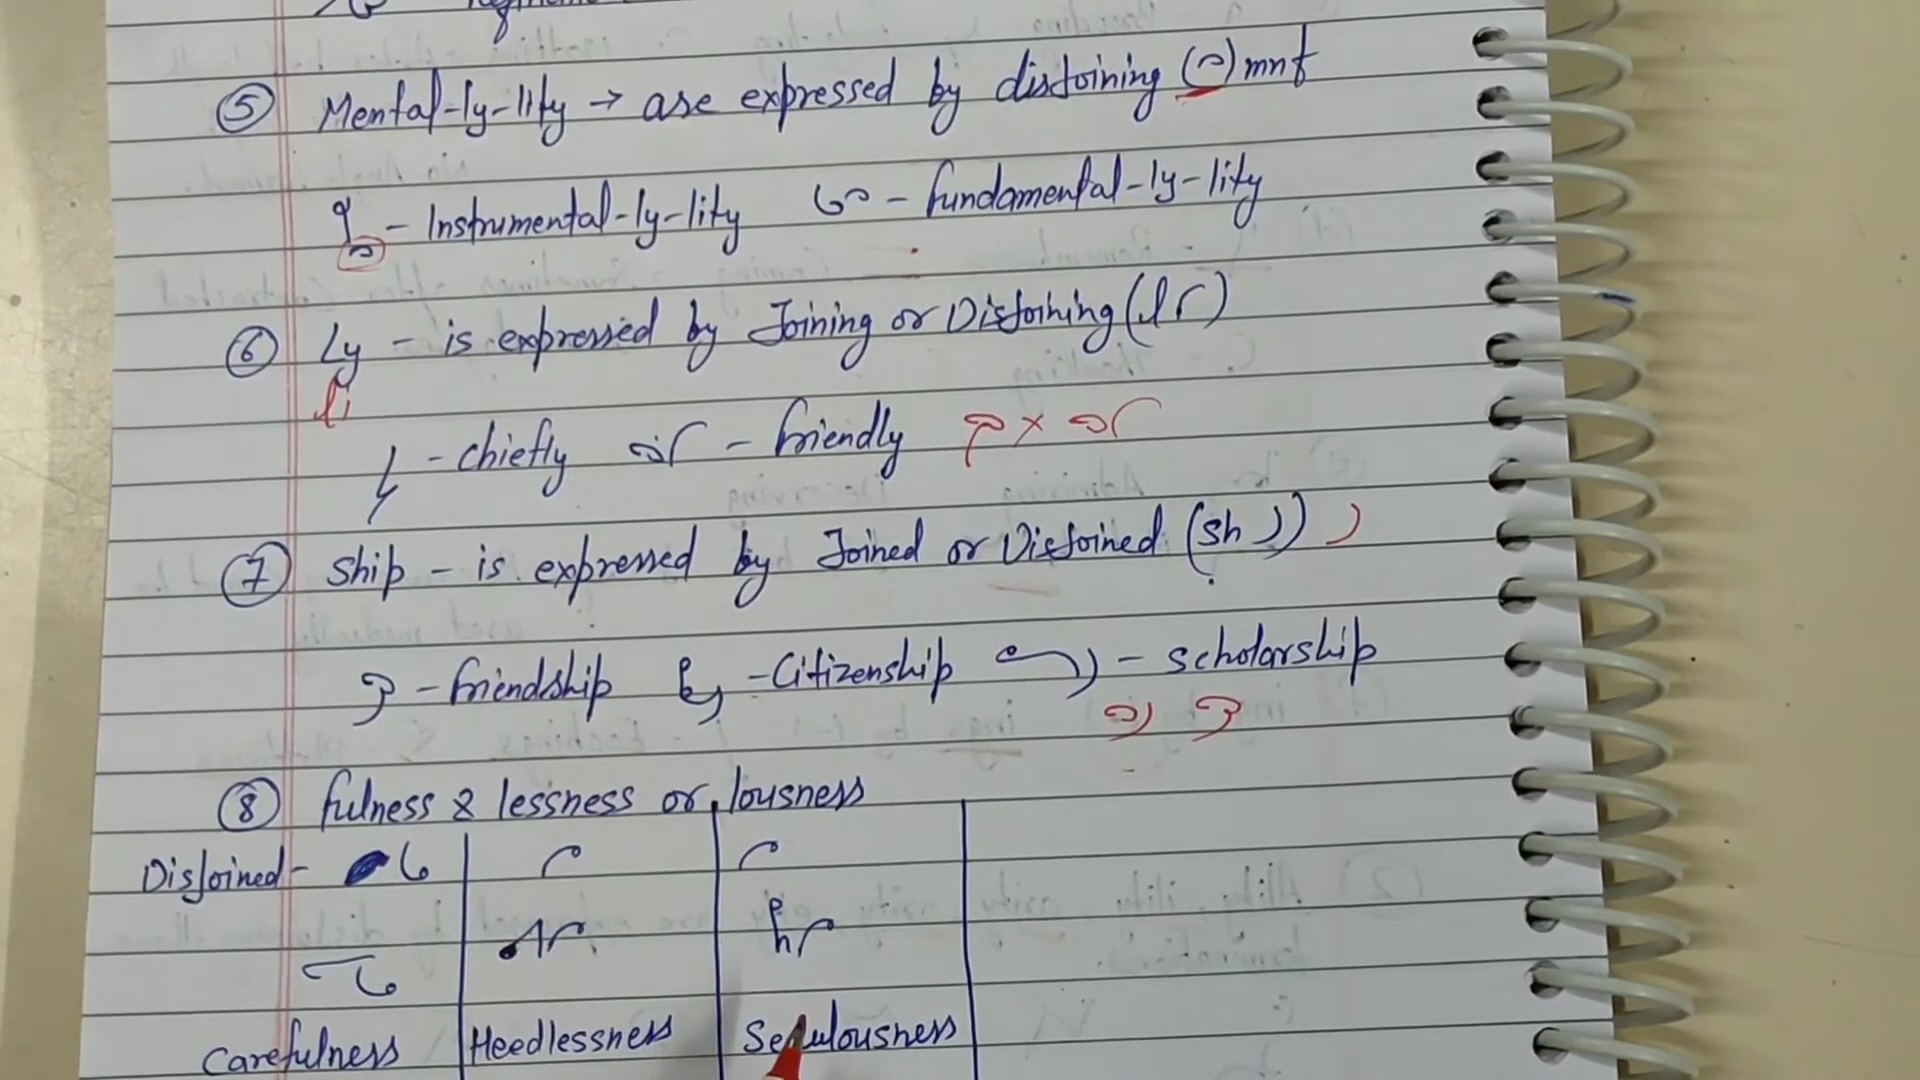 ⑤ Mental-ly-lity → are expressed by disjoining ( ) mnt
- Instrumental-ly-lity - fundamental-ly-lity
⑥ Ly - is expressed by Joining or Disjoining (l )
li
- chiefly - friendly ×
⑦ Ship - is expressed by Joined or Disjoined (sh ))
- friendship - Citizenship - scholarship
⑧ fulness & lessness or lousness
Disjoined -
Carefulness Heedlessness